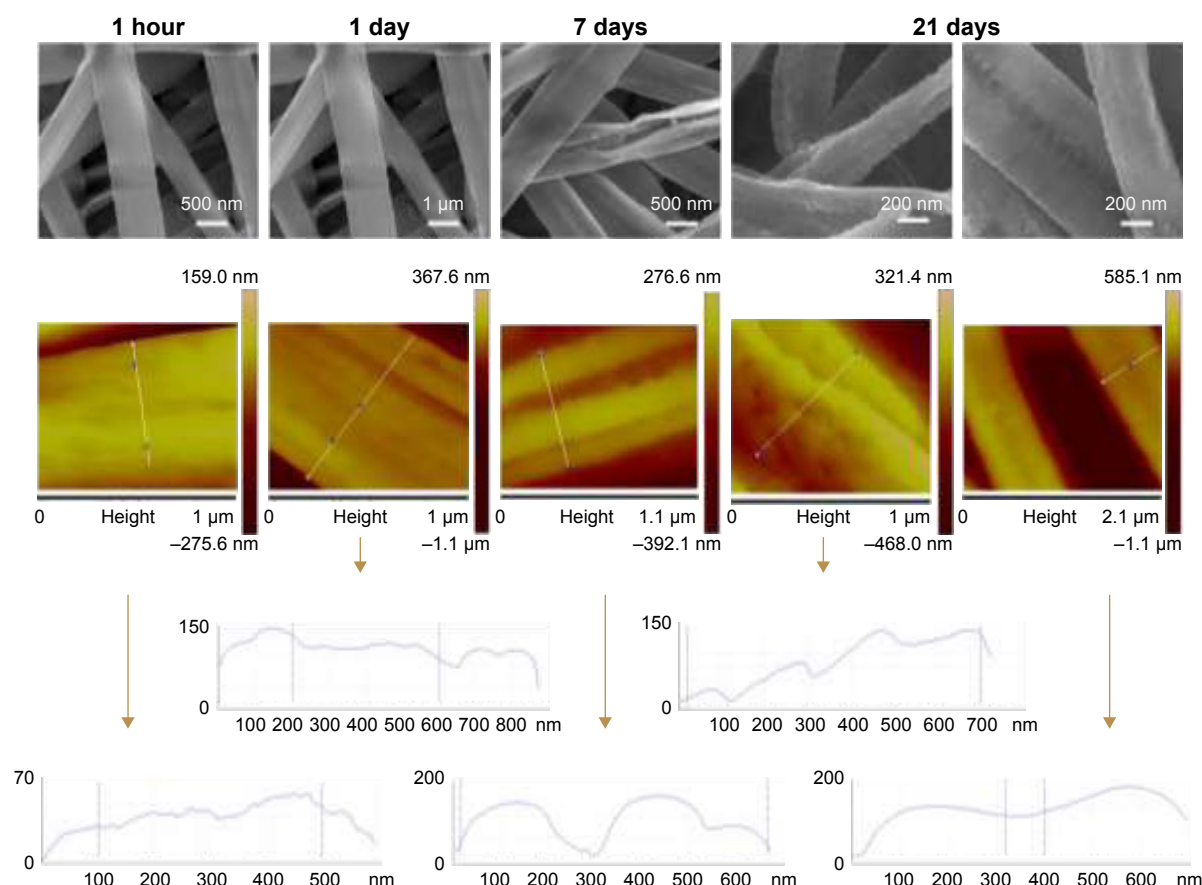 1 hour 1 day 7 days 21 days
500 nm 1 µm 500 nm 200 nm 200 nm
159.0 nm 367.6 nm 276.6 nm 321.4 nm 585.1 nm
0 Height 1 µm 0 Height 1 µm 0 Height 1.1 µm 0 Height 1 µm 0 Height 2.1 µm
–275.6 nm –1.1 µm –392.1 nm –468.0 nm –1.1 µm
150 150
0 0
100 200 300 400 500 600 700 800 nm 100 200 300 400 500 600 700 nm
70 200 200
0 0 0
100 200 300 400 500 nm 100 200 300 400 500 600 nm 100 200 300 400 500 600 nm